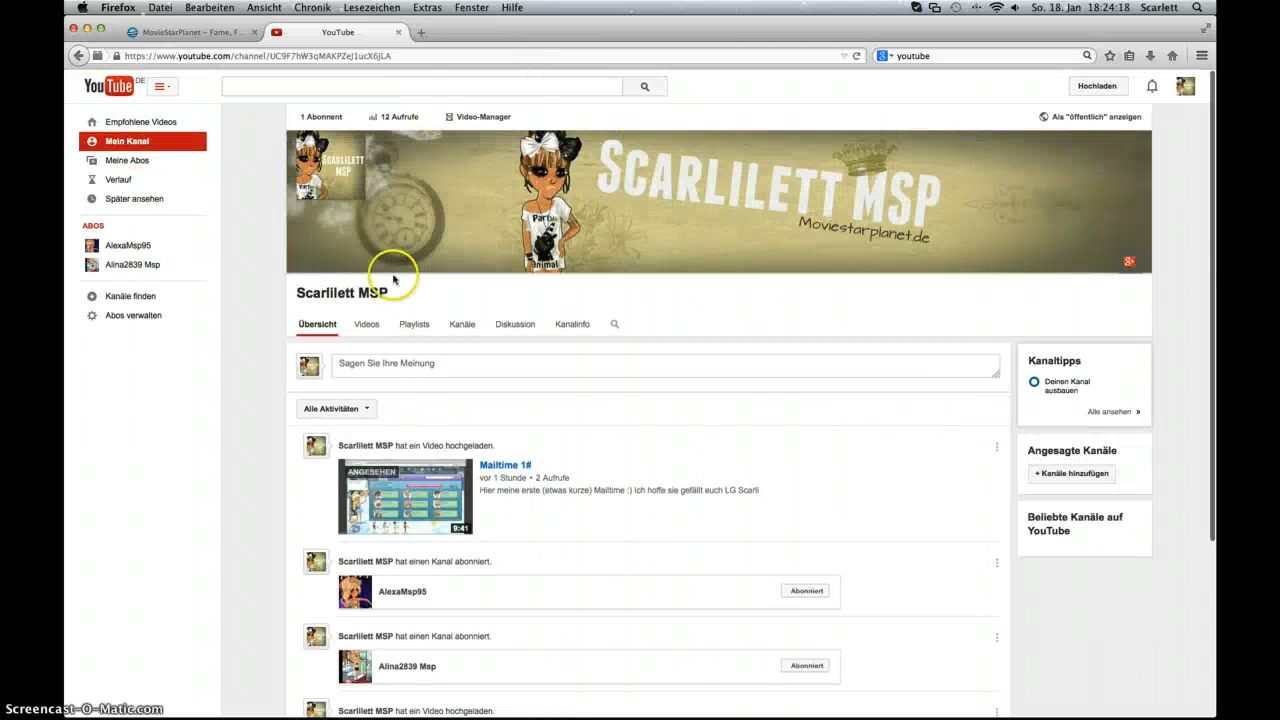 Firefox Datei Bearbeiten Ansicht Chronik Lesezeichen Extras Fenster Hilfe So. 18. Jan 18:24:18 Scarlett
MovieStarPlanet – Fame, F... YouTube
https://www.youtube.com/channel/UC9F7hW3qMAKPZeJ1ucX6jLA youtube
YouTube DE Hochladen
1 Abonnent 12 Aufrufe Video-Manager Als "öffentlich" anzeigen
Empfohlene Videos
Mein Kanal
Meine Abos
Verlauf
Später ansehen
ABOS
AlexaMsp95
Alina2839 Msp
Kanäle finden
Abos verwalten
Scarlilett
MSP
Scarlilett MSP
Moviestarplanet.de
Party
animal
Scarlilett MSP
Übersicht Videos Playlists Kanäle Diskussion Kanalinfo
Sagen Sie Ihre Meinung
Alle Aktivitäten
Scarlilett MSP hat ein Video hochgeladen.
ANGESEHEN
9:41
Mailtime 1#
vor 1 Stunde • 2 Aufrufe
Hier meine erste (etwas kurze) Mailtime :) Ich hoffe sie gefällt euch LG Scarli
Scarlilett MSP hat einen Kanal abonniert.
AlexaMsp95 Abonniert
Scarlilett MSP hat einen Kanal abonniert.
Alina2839 Msp Abonniert
Scarlilett MSP hat ein Video hochgeladen.
Kanaltipps
Deinen Kanal
ausbauen
Alle ansehen »
Angesagte Kanäle
+ Kanäle hinzufügen
Beliebte Kanäle auf
YouTube
Screencast-O-Matic.com